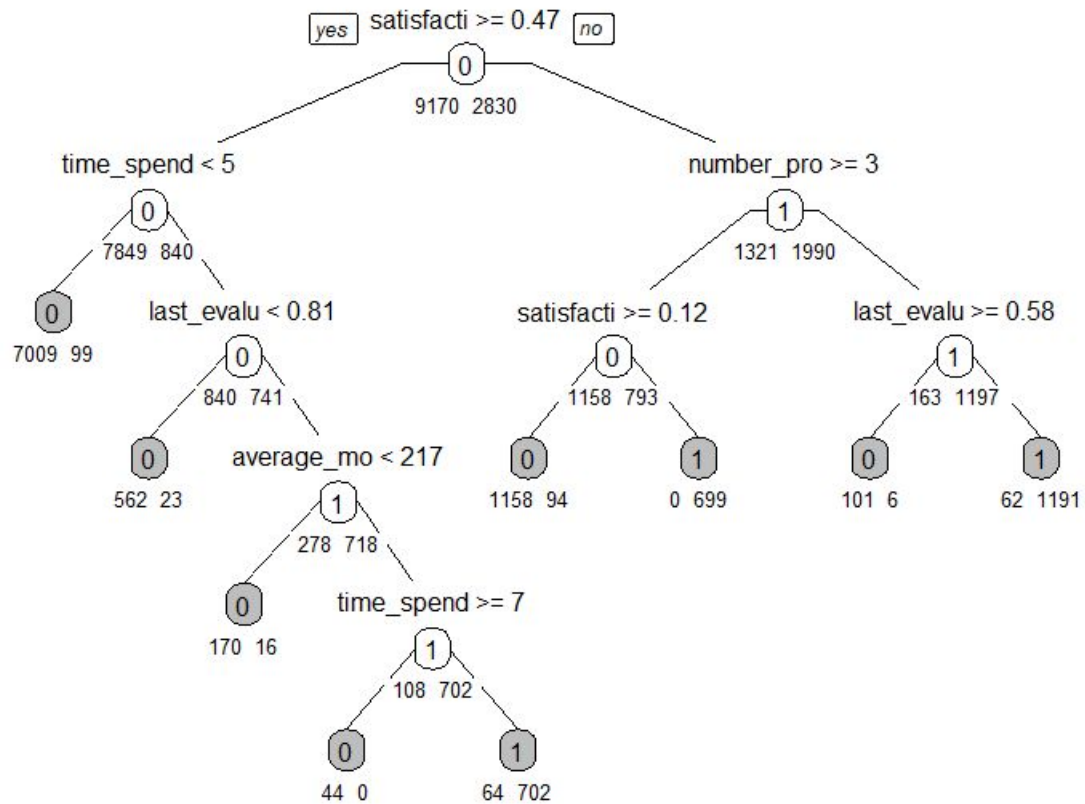 yes satisfacti >= 0.47 no
0
9170 2830
time_spend < 5 number_pro >= 3
0 1
7849 840 1321 1990
0 last_evalu < 0.81 satisfacti >= 0.12 last_evalu >= 0.58
7009 99 0 0 1
840 741 1158 793 163 1197
0 average_mo < 217 0 1 0 1
562 23 1 1158 94 0 699 101 6 62 1191
278 718
0 time_spend >= 7
170 16 1
108 702
0 1
44 0 64 702